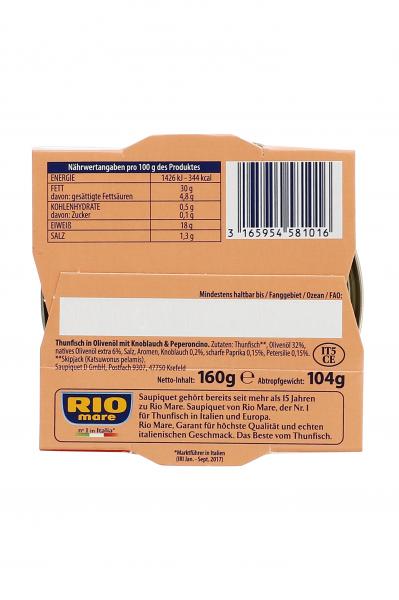 Nährwertangaben pro 100 g des Produktes
ENERGIE 1426 kJ - 344 kcal
FETT 30 g
davon: gesättigte Fettsäuren 4,8 g
KOHLENHYDRATE 0,5 g
davon: Zucker 0,1 g
EIWEIß 18 g
SALZ 1,3 g
3 165954 581016
Mindestens haltbar bis / Fanggebiet / Ozean / FAO:
Thunfisch in Olivenöl mit Knoblauch & Peperoncino. Zutaten: Thunfisch**, Olivenöl 32%,
natives Olivenöl extra 6%, Salz, Aromen, Knoblauch 0,2%, scharfe Paprika 0,15%, Petersilie 0,15%.
**Skipjack (Katsuwonus pelamis).
Saupiquet D GmbH, Postfach 9307, 47750 Krefeld
IT5
CE
Netto-Inhalt: 160g e Abtropfgewicht: 104g
RIO
mare
n° 1 in Italia*
Saupiquet gehört bereits seit mehr als 15 Jahren
zu Rio Mare. Saupiquet von Rio Mare, der Nr. 1
für Thunfisch in Italien und Europa.
Rio Mare, Garant für höchste Qualität und echten
italienischen Geschmack. Das Beste vom Thunfisch.
*Marktführer in Italien
(IRI Jan. - Sept. 2017)